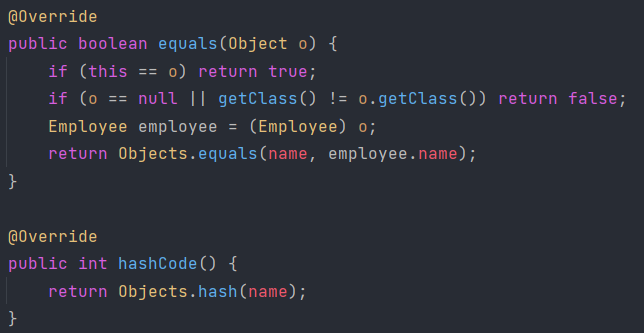 @Override
public boolean equals(Object o) {
    if (this == o) return true;
    if (o == null || getClass() != o.getClass()) return false;
    Employee employee = (Employee) o;
    return Objects.equals(name, employee.name);
}

@Override
public int hashCode() {
    return Objects.hash(name);
}